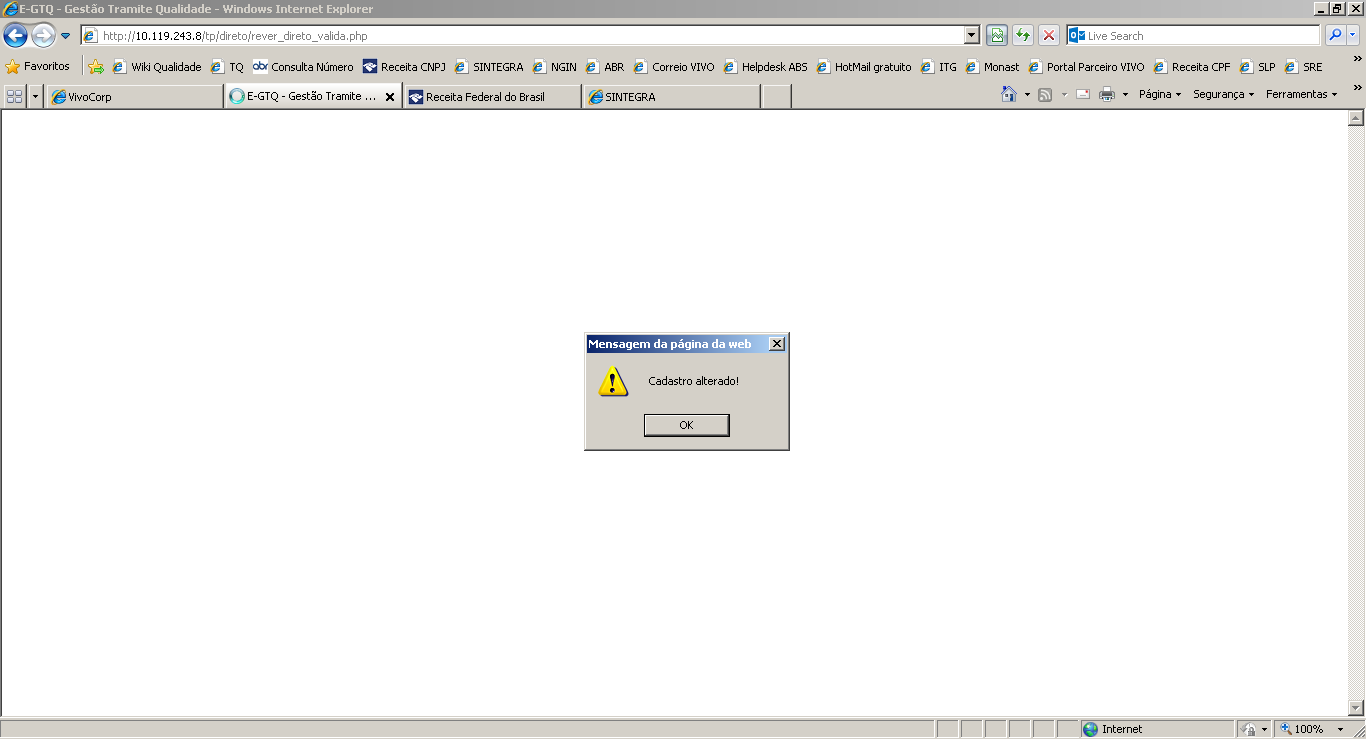 E-GTQ - Gestão Tramite Qualidade - Windows Internet Explorer
http://10.119.243.8/tp/direto/rever_direto_valida.php
Live Search
Favoritos Wiki Qualidade TQ abr Consulta Número Receita CNPJ SINTEGRA NGIN ABR Correio VIVO Helpdesk ABS HotMail gratuito ITG Monast Portal Parceiro VIVO Receita CPF SLP SRE
VivoCorp E-GTQ - Gestão Tramite ... Receita Federal do Brasil SINTEGRA Página Segurança Ferramentas
Mensagem da página da web
Cadastro alterado!
OK
Internet 100%